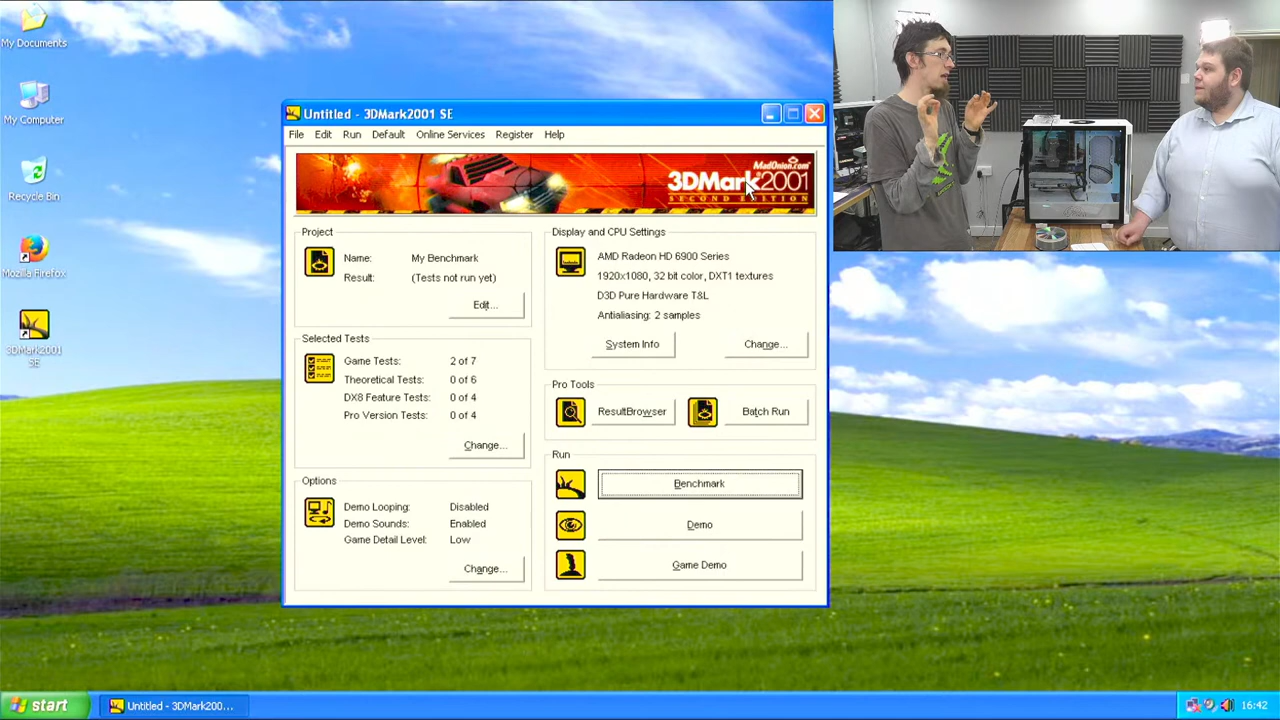 My Documents
My Computer
Recycle Bin
Mozilla Firefox
3DMark2001
SE
Untitled - 3DMark2001 SE
File Edit Run Default Online Services Register Help
MadOnion.com
3DMark2001
SECOND EDITION
Project
Name: My Benchmark
Result: (Tests not run yet)
Edit...
Selected Tests
Game Tests: 2 of 7
Theoretical Tests: 0 of 6
DX8 Feature Tests: 0 of 4
Pro Version Tests: 0 of 4
Change...
Options
Demo Looping: Disabled
Demo Sounds: Enabled
Game Detail Level: Low
Change...
Display and CPU Settings
AMD Radeon HD 6900 Series
1920x1080, 32 bit color, DXT1 textures
D3D Pure Hardware T&L
Antialiasing: 2 samples
System Info Change...
Pro Tools
ResultBrowser Batch Run
Run
Benchmark
Demo
Game Demo
start Untitled - 3DMark200... 16:42